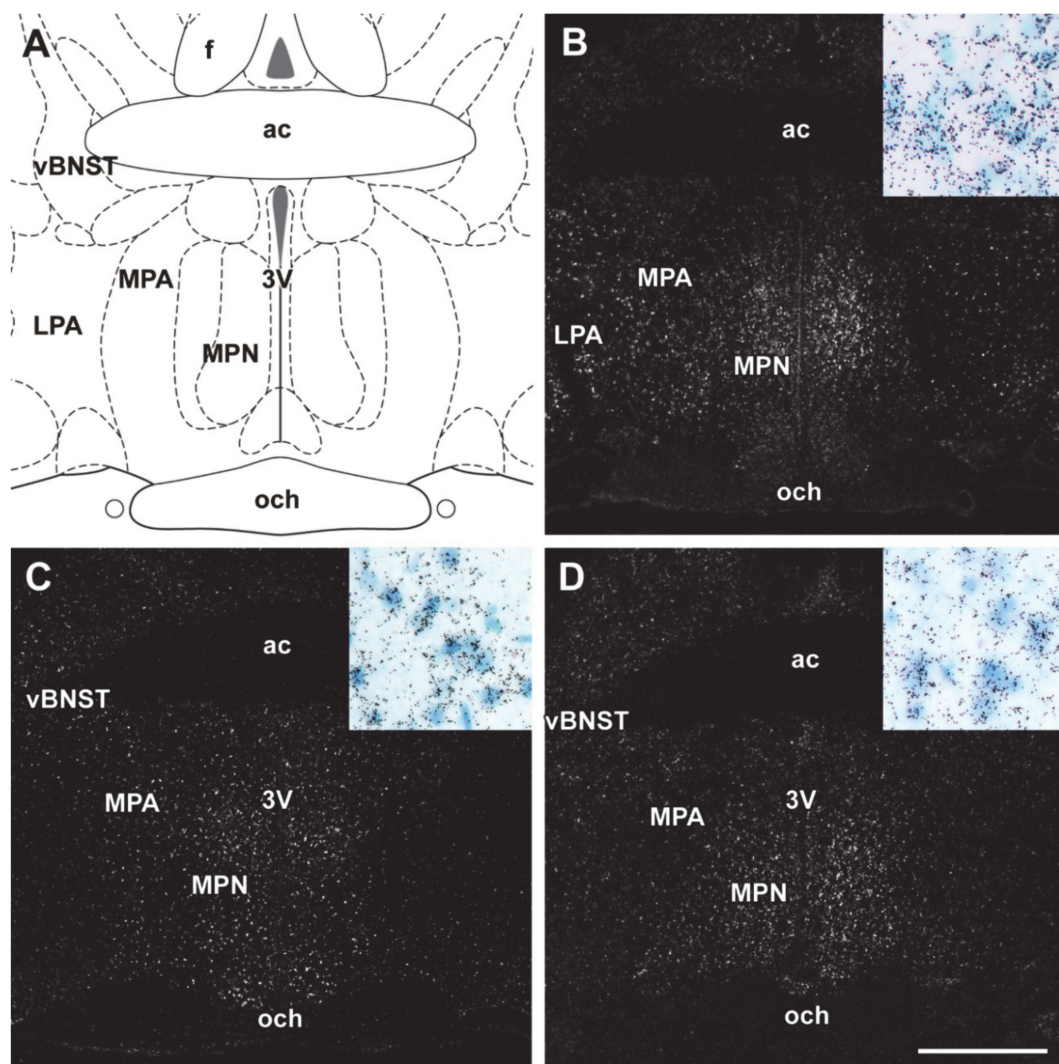 A
f
ac
vBNST
MPA
3V
LPA
MPN
och
B
ac
MPA
LPA
MPN
och
C
ac
vBNST
MPA
3V
MPN
och
D
ac
vBNST
MPA
3V
MPN
och